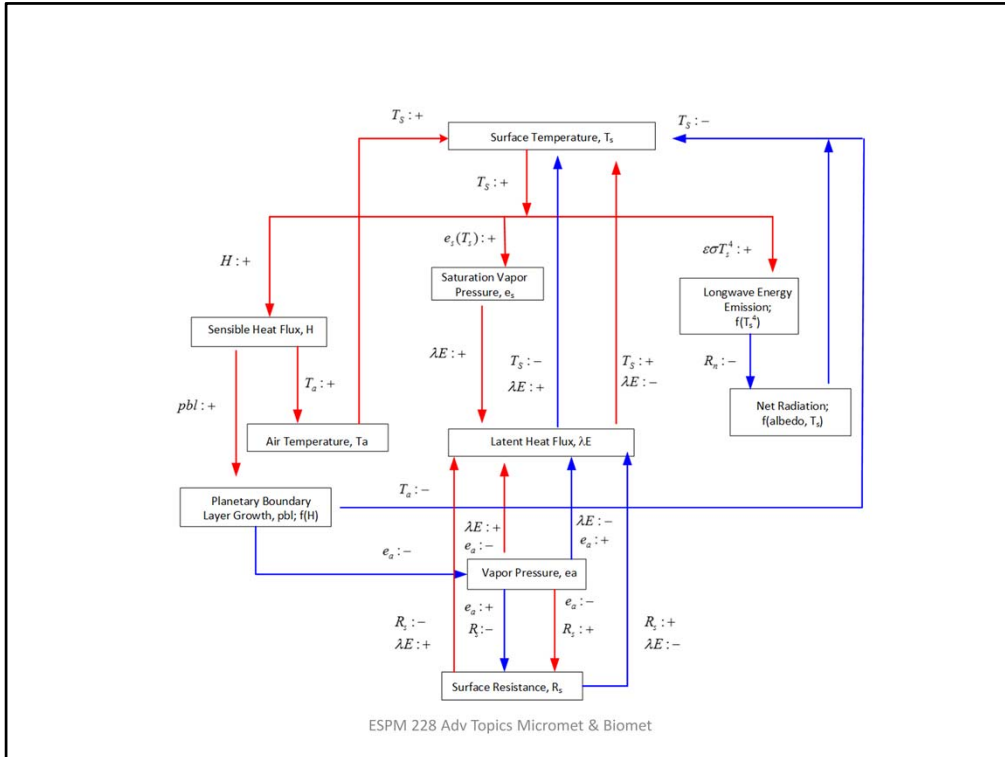 T_S : +
T_S : -
Surface Temperature, T_s
T_S : +
e_s(T_s) : +
εσT_s^4 : +
H : +
Saturation Vapor
Pressure, e_s
Longwave Energy
Emission;
f(T_s^4)
Sensible Heat Flux, H
λE : +
T_S : -
λE : +
T_S : +
λE : -
R_n : -
T_a : +
pbl : +
Net Radiation;
f(albedo, T_s)
Air Temperature, Ta
Latent Heat Flux, λE
Planetary Boundary
Layer Growth, pbl; f(H)
T_a : -
λE : +
e_a : -
λE : -
e_a : +
e_a : -
Vapor Pressure, ea
R_s : -
λE : +
e_a : +
R_s : -
e_a : -
R_s : +
R_s : +
λE : -
Surface Resistance, R_s
ESPM 228 Adv Topics Micromet & Biomet